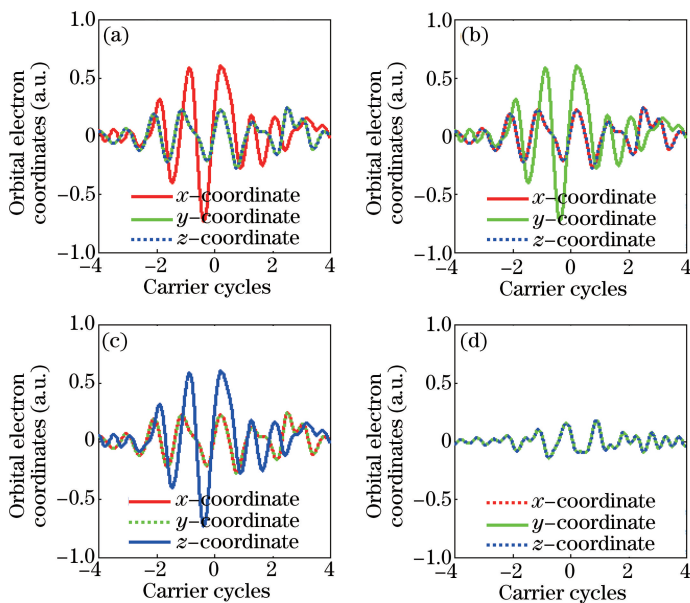 (a)
Orbital electron
coordinates (a.u.)
1.0
0.5
0
−0.5
−1.0
x−coordinate
y−coordinate
z−coordinate
−4 −2 0 2 4
Carrier cycles
(b)
Orbital electron
coordinates (a.u.)
1.0
0.5
0
−0.5
−1.0
x−coordinate
y−coordinate
z−coordinate
−4 −2 0 2 4
Carrier cycles
(c)
Orbital electron
coordinates (a.u.)
1.0
0.5
0
−0.5
−1.0
x−coordinate
y−coordinate
z−coordinate
−4 −2 0 2 4
Carrier cycles
(d)
Orbital electron
coordinates (a.u.)
1.0
0.5
0
−0.5
−1.0
x−coordinate
y−coordinate
z−coordinate
−4 −2 0 2 4
Carrier cycles